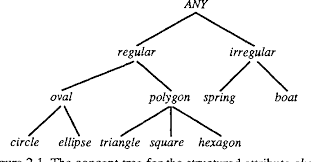 ANY
regular irregular
oval polygon spring boat
circle ellipse triangle square hexagon